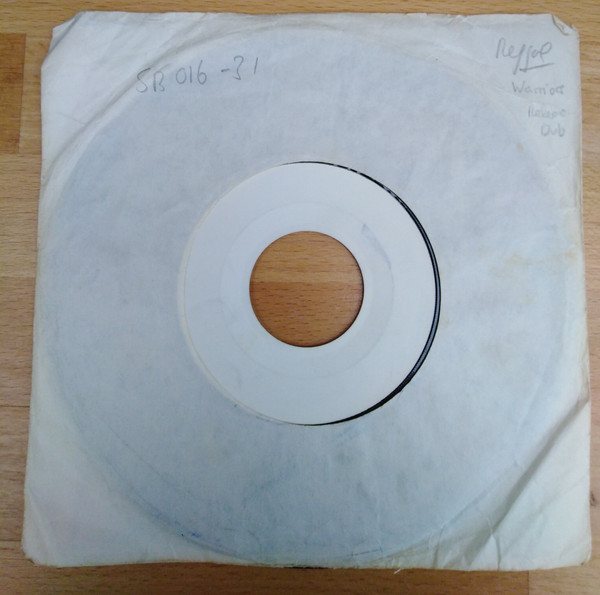 SB 016 -31
Reggae
Warriors
Dub